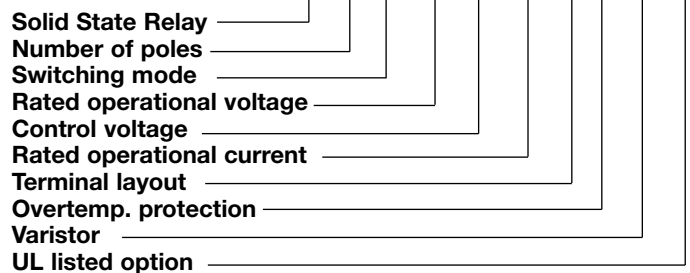 Solid State Relay
Number of poles
Switching mode
Rated operational voltage
Control voltage
Rated operational current
Terminal layout
Overtemp. protection
Varistor
UL listed option